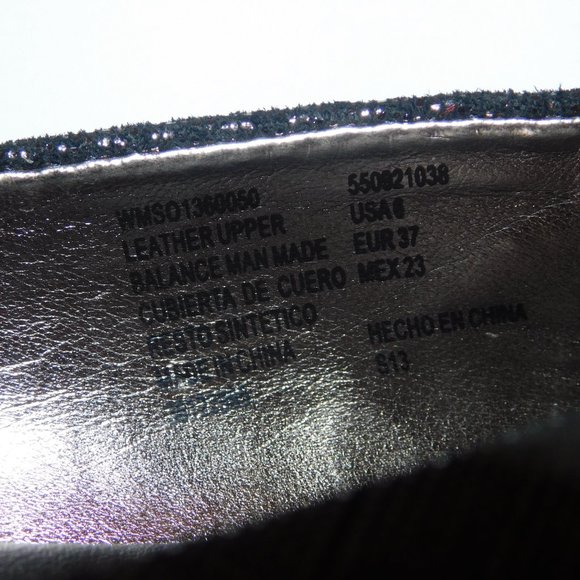 WMSO1360050 550821038
LEATHER UPPER USA 6
BALANCE MAN MADE EUR 37
CUBIERTA DE CUERO MEX 23
RESTO SINTETICO
MADE IN CHINA HECHO EN CHINA
S13